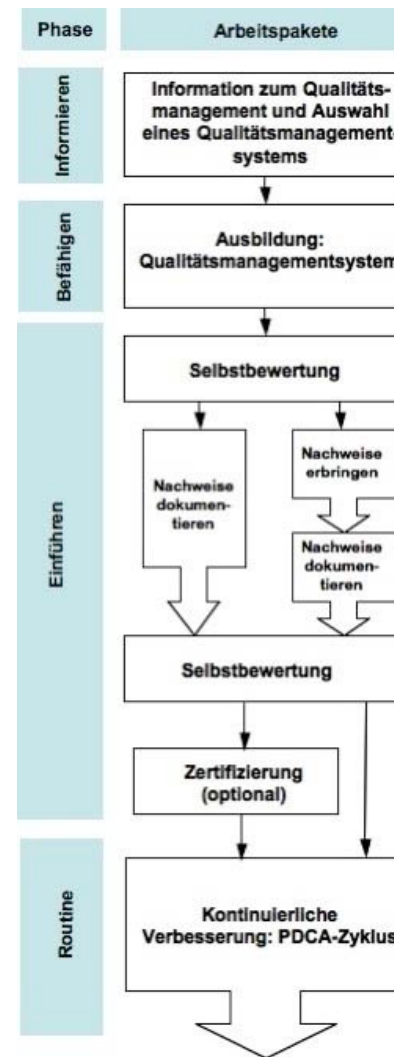 Phase
Arbeitspakete
Informieren
Information zum Qualitäts-
management und Auswahl
eines Qualitätsmanagement-
systems
Befähigen
Ausbildung:
Qualitätsmanagementsystem
Einführen
Selbstbewertung
Nachweise
dokumen-
tieren
Nachweise
erbringen
Nachweise
dokumen-
tieren
Selbstbewertung
Zertifizierung
(optional)
Routine
Kontinuierliche
Verbesserung: PDCA-Zyklus